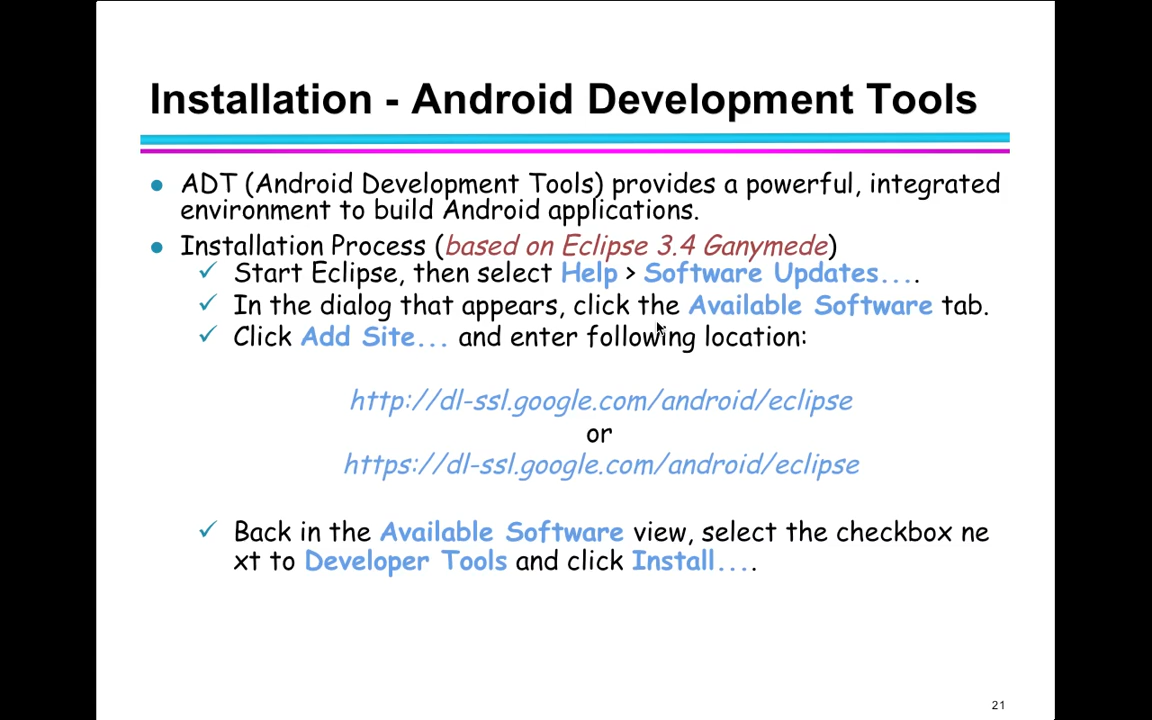 Installation - Android Development Tools
ADT (Android Development Tools) provides a powerful, integrated
environment to build Android applications.
Installation Process (based on Eclipse 3.4 Ganymede)
Start Eclipse, then select Help > Software Updates....
In the dialog that appears, click the Available Software tab.
Click Add Site... and enter following location:
http://dl-ssl.google.com/android/eclipse
or
https://dl-ssl.google.com/android/eclipse
Back in the Available Software view, select the checkbox ne
xt to Developer Tools and click Install....
21